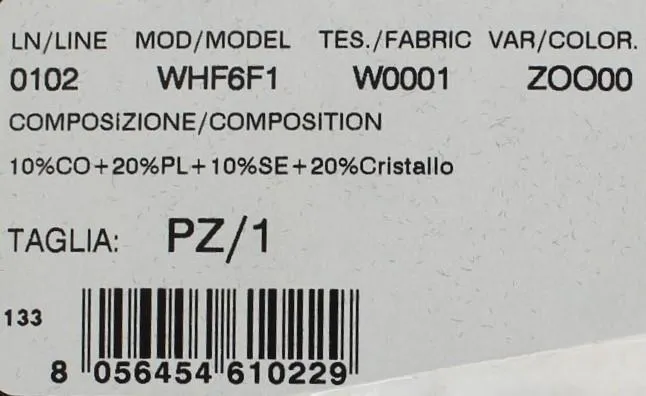 LN/LINE MOD/MODEL TES./FABRIC VAR/COLOR.
0102 WHF6F1 W0001 ZOO00
COMPOSIZIONE/COMPOSITION
10%CO+20%PL+10%SE+20%Cristallo
TAGLIA: PZ/1
133
8 056454 610229